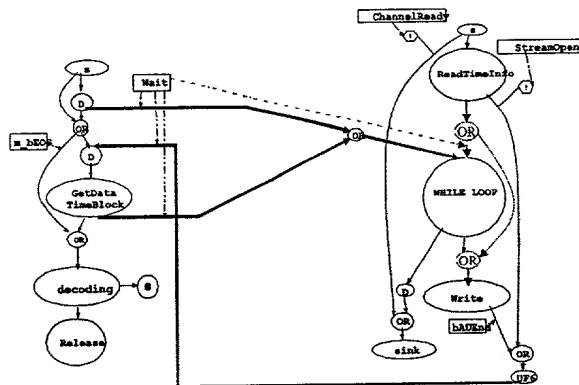 ChannelReady
s
StreamOpen
!
s
Wait
ReadTimeInfo
!
D
OR
m_bEOs
OR
OR
D
GetData
TimeBlock
WHILE LOOP
OR
OR
decoding
@
D
Write
OR
bAUEnd
Release
sink
OR